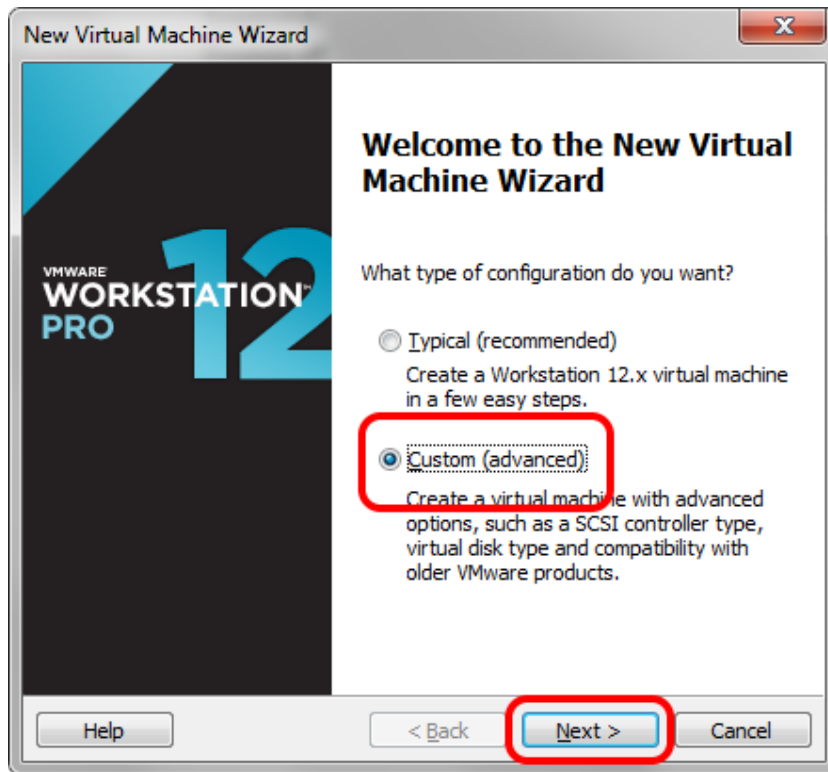 New Virtual Machine Wizard
Welcome to the New Virtual
Machine Wizard
VMWARE
WORKSTATION™
PRO
12
What type of configuration do you want?
Typical (recommended)
Create a Workstation 12.x virtual machine
in a few easy steps.
Custom (advanced)
Create a virtual machine with advanced
options, such as a SCSI controller type,
virtual disk type and compatibility with
older VMware products.
Help
< Back
Next >
Cancel